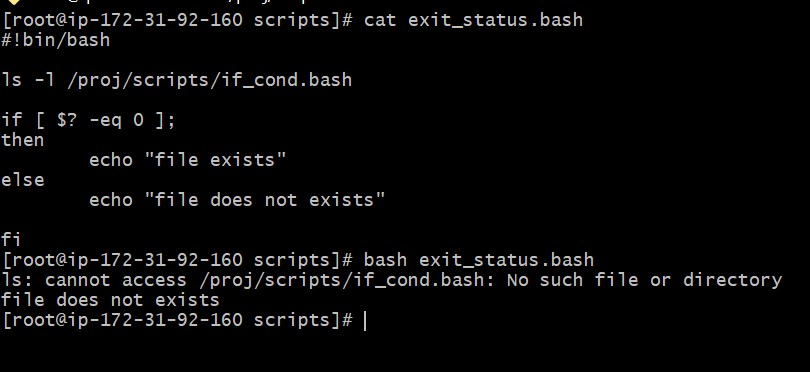 [root@ip-172-31-92-160 scripts]# cat exit_status.bash
#!bin/bash
ls -l /proj/scripts/if_cond.bash
if [ $? -eq 0 ];
then
echo "file exists"
else
echo "file does not exists"
fi
[root@ip-172-31-92-160 scripts]# bash exit_status.bash
ls: cannot access /proj/scripts/if_cond.bash: No such file or directory
file does not exists
[root@ip-172-31-92-160 scripts]#